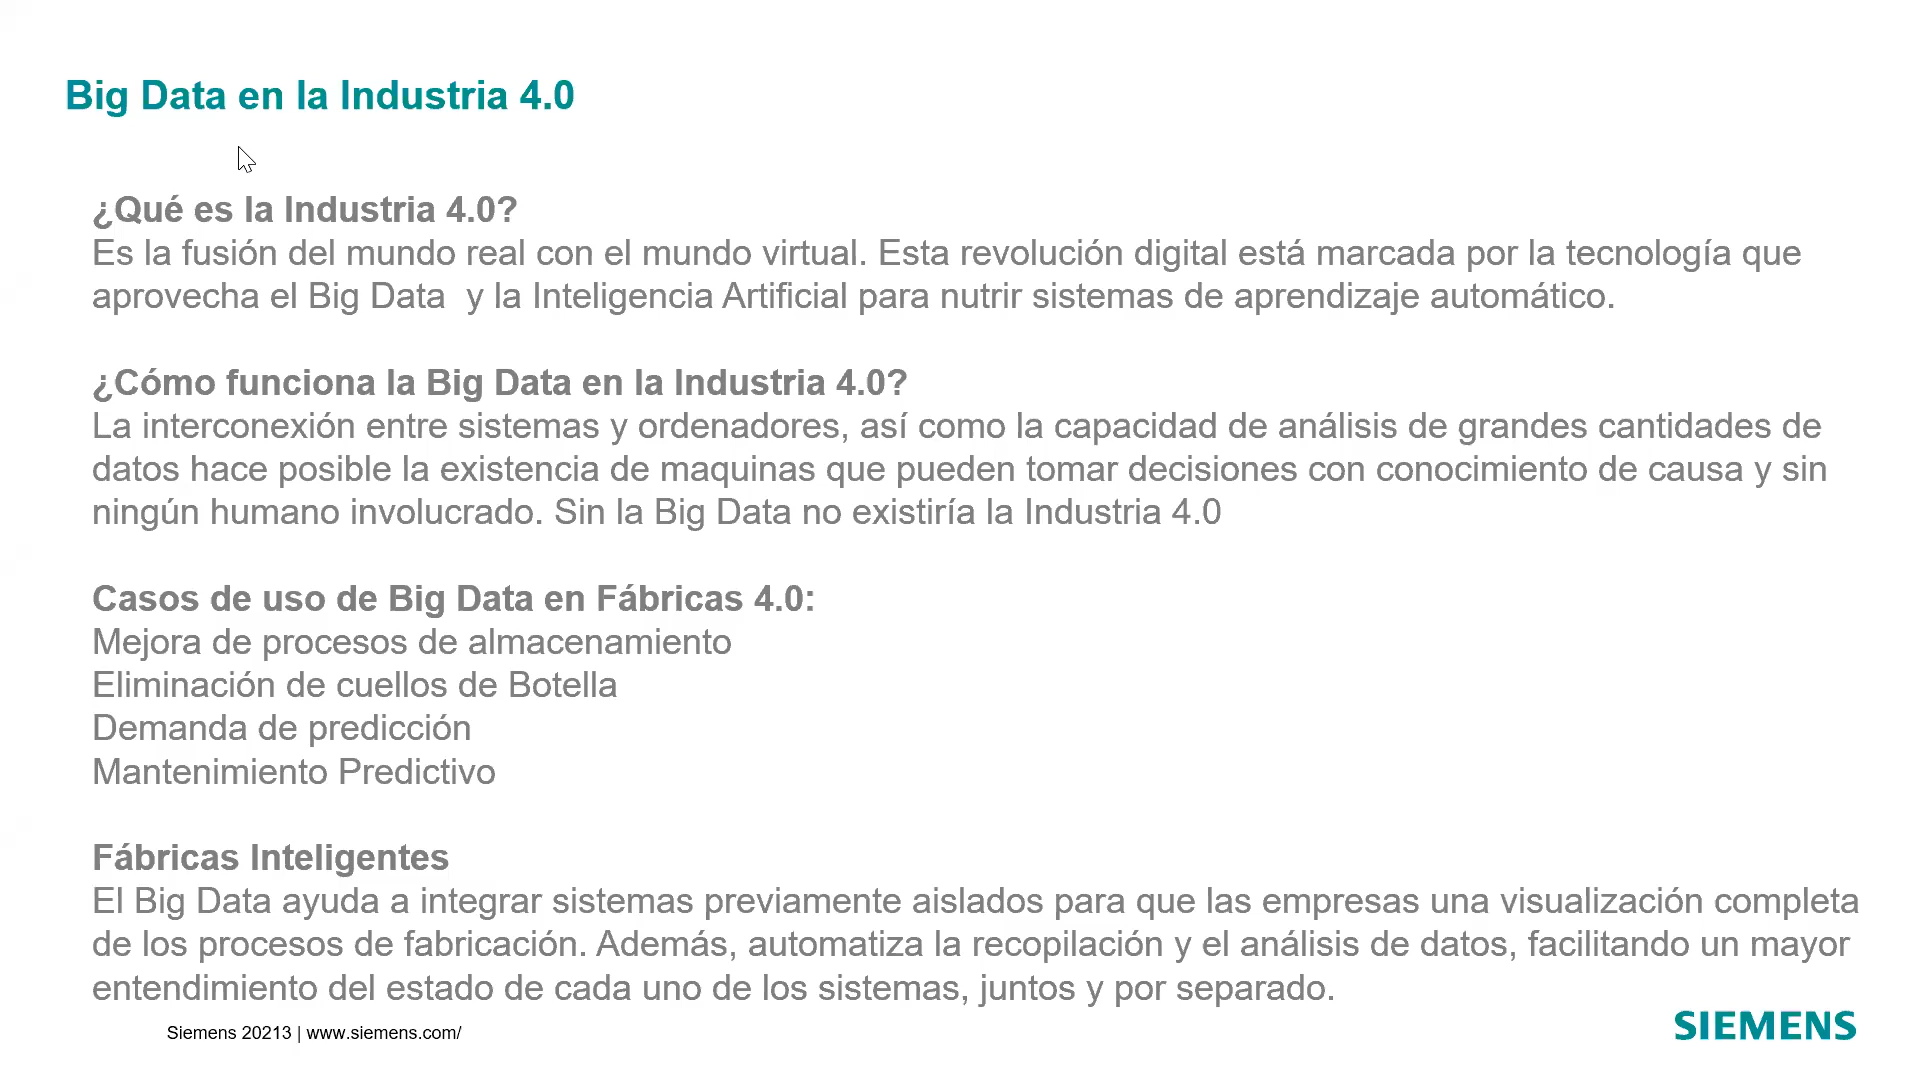 Big Data en la Industria 4.0
¿Qué es la Industria 4.0?
Es la fusión del mundo real con el mundo virtual. Esta revolución digital está marcada por la tecnología que
aprovecha el Big Data  y la Inteligencia Artificial para nutrir sistemas de aprendizaje automático.
¿Cómo funciona la Big Data en la Industria 4.0?
La interconexión entre sistemas y ordenadores, así como la capacidad de análisis de grandes cantidades de
datos hace posible la existencia de maquinas que pueden tomar decisiones con conocimiento de causa y sin
ningún humano involucrado. Sin la Big Data no existiría la Industria 4.0
Casos de uso de Big Data en Fábricas 4.0:
Mejora de procesos de almacenamiento
Eliminación de cuellos de Botella
Demanda de predicción
Mantenimiento Predictivo
Fábricas Inteligentes
El Big Data ayuda a integrar sistemas previamente aislados para que las empresas una visualización completa
de los procesos de fabricación. Además, automatiza la recopilación y el análisis de datos, facilitando un mayor
entendimiento del estado de cada uno de los sistemas, juntos y por separado.
Siemens 20213 | www.siemens.com/
SIEMENS